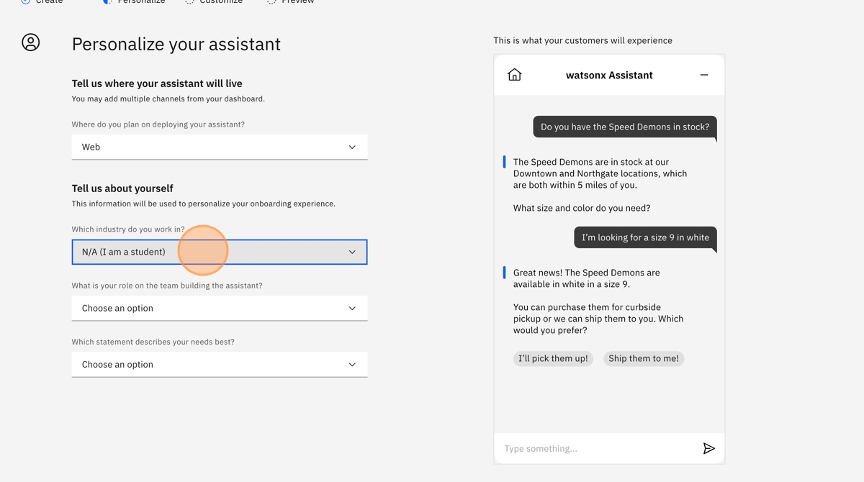 Create Personalize Customize Preview
Personalize your assistant
Tell us where your assistant will live
You may add multiple channels from your dashboard.
Where do you plan on deploying your assistant?
Web
Tell us about yourself
This information will be used to personalize your onboarding experience.
Which industry do you work in?
N/A (I am a student)
What is your role on the team building the assistant?
Choose an option
Which statement describes your needs best?
Choose an option
This is what your customers will experience
watsonx Assistant
Do you have the Speed Demons in stock?
The Speed Demons are in stock at our
Downtown and Northgate locations, which
are both within 5 miles of you.
What size and color do you need?
I'm looking for a size 9 in white
Great news! The Speed Demons are
available in white in a size 9.
You can purchase them for curbside
pickup or we can ship them to you. Which
would you prefer?
I'll pick them up! Ship them to me!
Type something...